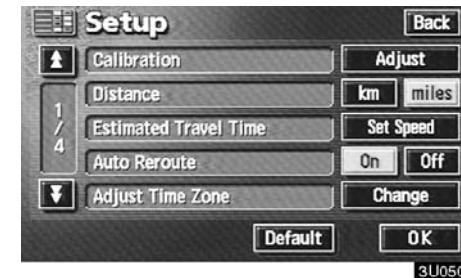 Setup Back
Calibration Adjust
Distance km miles
1/4
Estimated Travel Time Set Speed
Auto Reroute On Off
Adjust Time Zone Change
Default OK